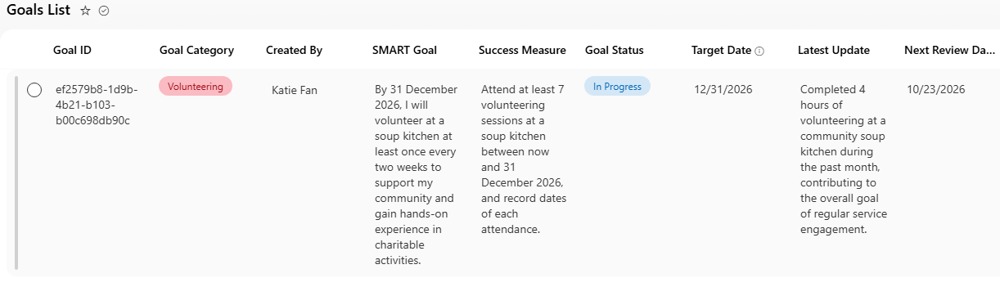 Goals List
Goal ID Goal Category Created By SMART Goal Success Measure Goal Status Target Date Latest Update Next Review Da...
ef2579b8-1d9b-
4b21-b103-
b00c698db90c
Volunteering
Katie Fan
By 31 December
2026, I will
volunteer at a
soup kitchen at
least once every
two weeks to
support my
community and
gain hands-on
experience in
charitable
activities.
Attend at least 7
volunteering
sessions at a
soup kitchen
between now
and 31
December 2026,
and record dates
of each
attendance.
In Progress
12/31/2026
Completed 4
hours of
volunteering at a
community soup
kitchen during
the past month,
contributing to
the overall goal
of regular service
engagement.
10/23/2026